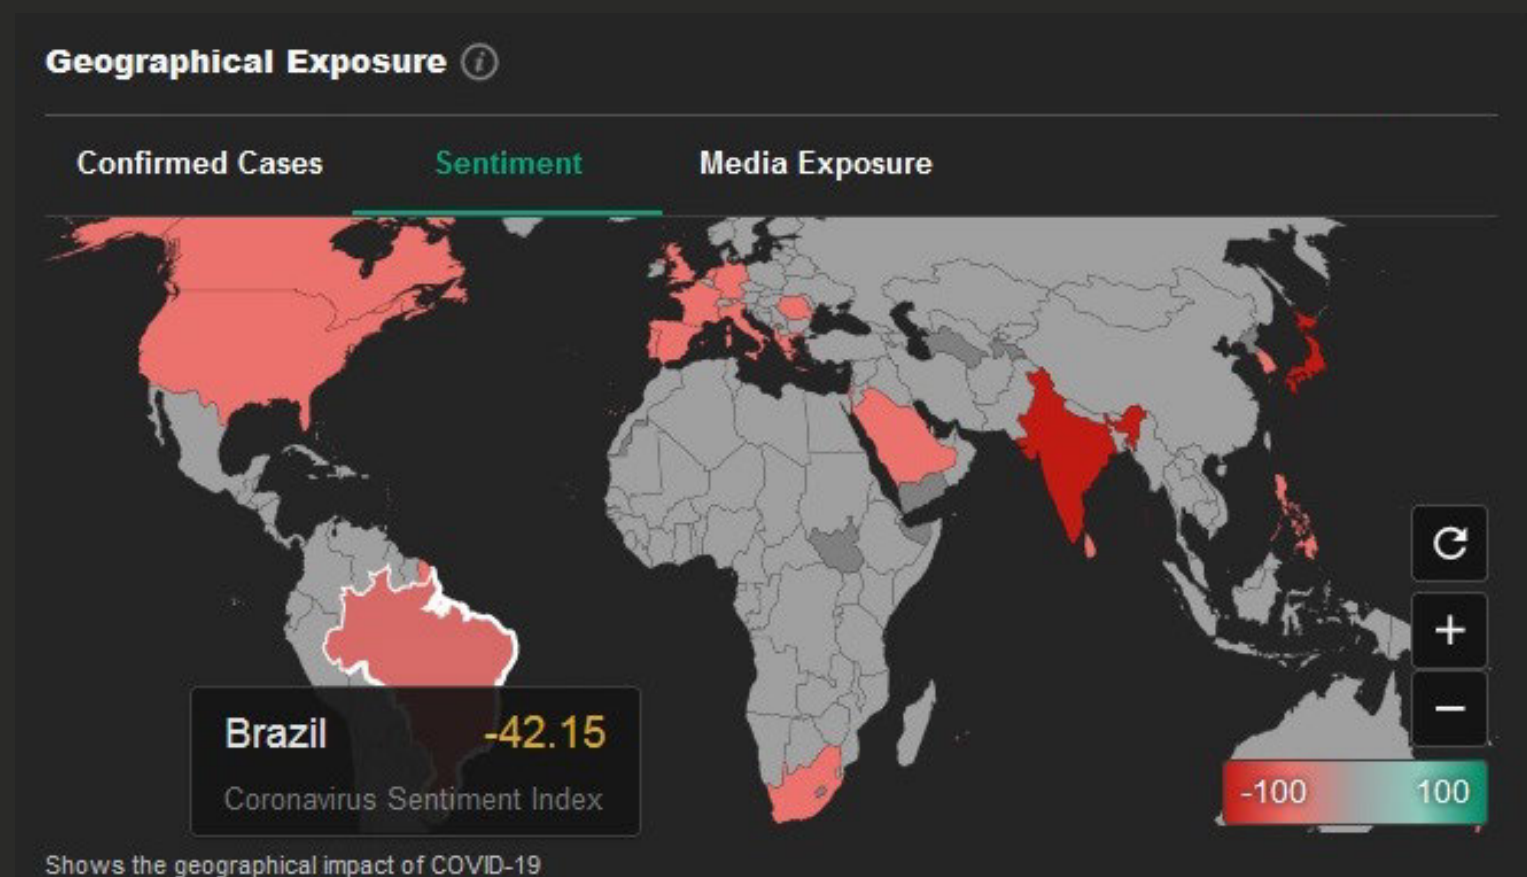 Geographical Exposure
Confirmed Cases Sentiment Media Exposure
Brazil -42.15
Coronavirus Sentiment Index
-100 100
Shows the geographical impact of COVID-19